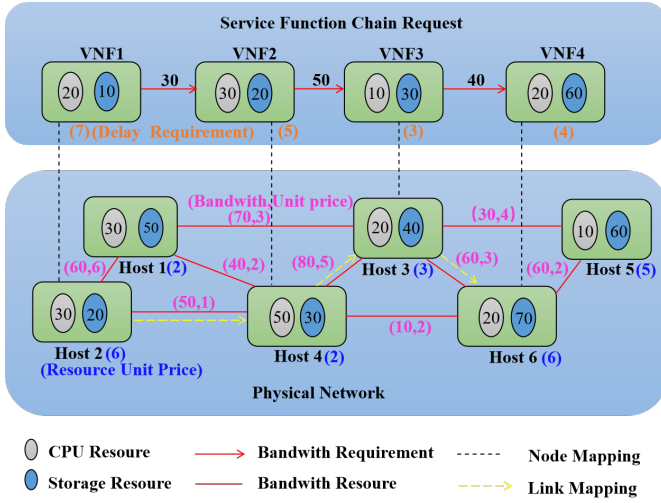 Service Function Chain Request
VNF1 VNF2 VNF3 VNF4
30 50 40
20 10 30 20 10 30 20 60
(7) (Delay Requirement) (5) (3) (4)
(Bandwith,Unit price)
(70,3) (30,4)
30 50 20 40 10 60
Host 1 (2) Host 3 (3) Host 5 (5)
(60,6) (40,2) (80,5) (60,3) (60,2)
(50,1) (10,2)
30 20 50 30 20 70
Host 2 (6) Host 4 (2) Host 6 (6)
(Resource Unit Price)
Physical Network
CPU Resoure Bandwith Requirement Node Mapping
Storage Resoure Bandwith Resoure Link Mapping